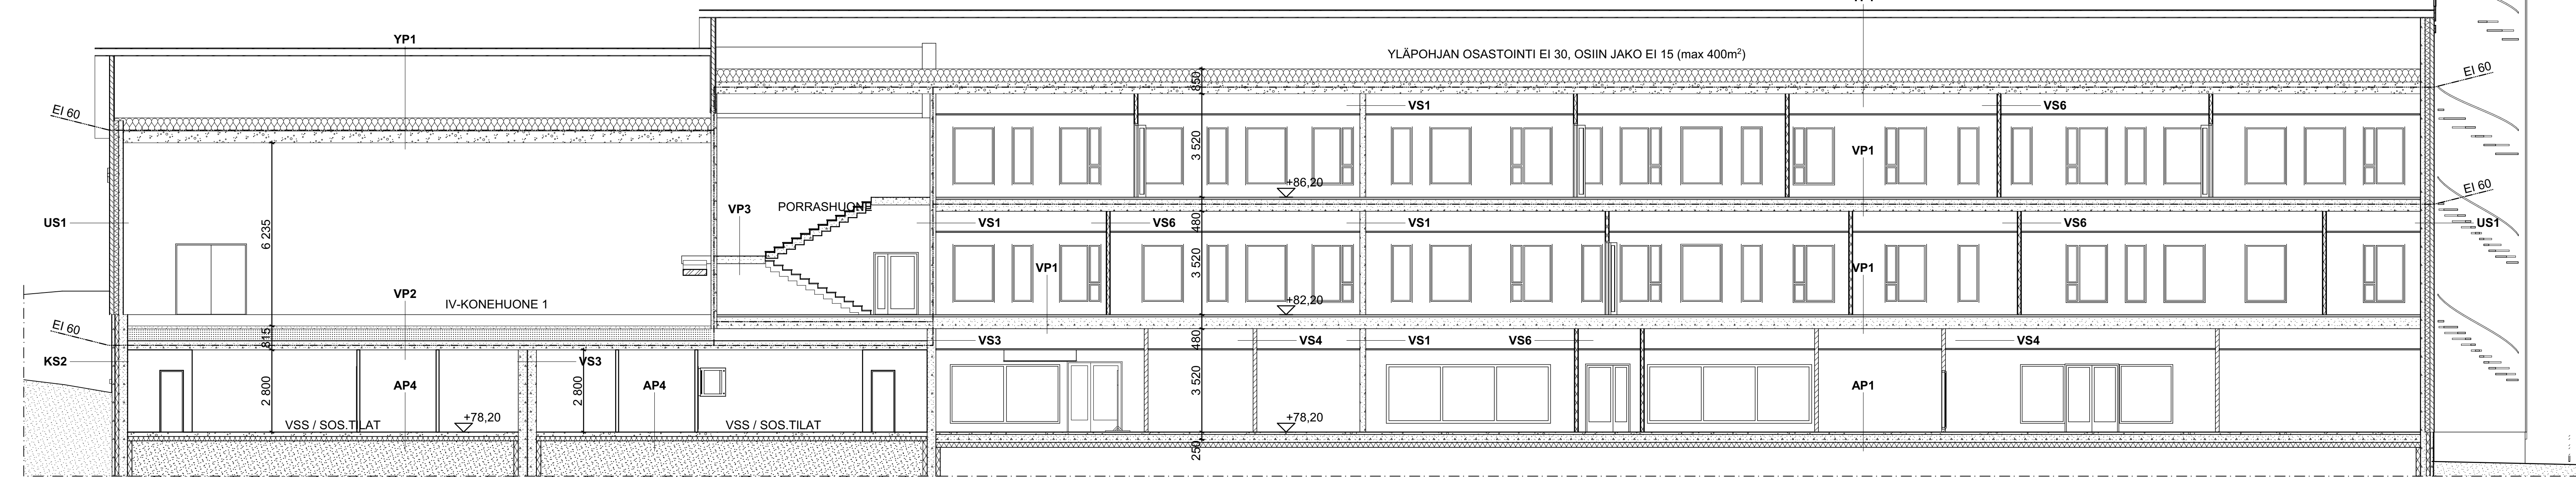 YP1
YLÄPOHJAN OSASTOINTI EI 30, OSIIN JAKO EI 15 (max 400m²)
EI 60
EI 60
850
VS1
VS6
3 520
VP1
+86,20
EI 60
US1
6 235
VP3
PORRASHUONE
VS1
VS6
480
VS1
VS6
US1
3 520
VP1
VP1
VP2
IV-KONEHUONE 1
+82,20
EI 60
815
480
VS3
VS4
VS1
VS6
VS4
KS2
VS3
2 800
AP4
2 800
AP4
3 520
AP1
VSS / SOS.TILAT
+78,20
VSS / SOS.TILAT
+78,20
250